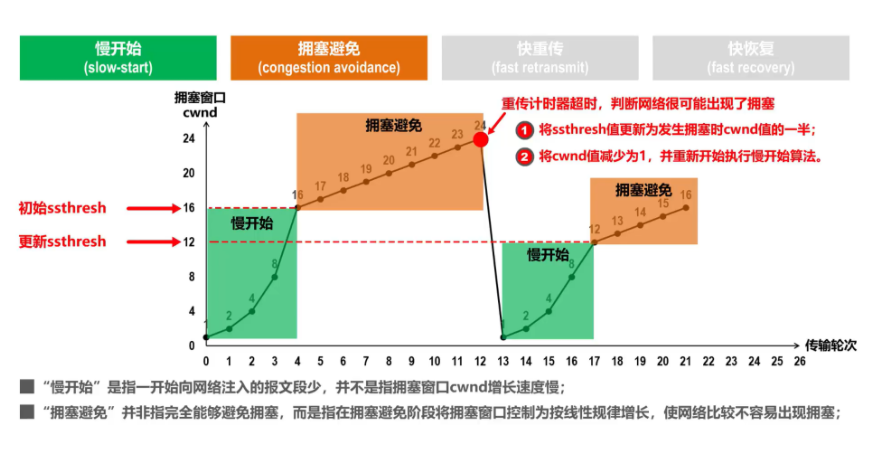 慢开始
(slow-start)
拥塞避免
(congestion avoidance)
快重传
(fast retransmit)
快恢复
(fast recovery)
拥塞窗口
cwnd
重传计时器超时，判断网络很可能出现了拥塞
1 将ssthresh值更新为发生拥塞时cwnd值的一半；
2 将cwnd值减少为1，并重新开始执行慢开始算法。
拥塞避免
24
20
16
12
8
4
0
初始ssthresh
更新ssthresh
慢开始
2
4
8
16
17
18
19
20
21
22
23
24
慢开始
1
2
4
8
拥塞避免
12
13
14
15
16
0 1 2 3 4 5 6 7 8 9 10 11 12 13 14 15 16 17 18 19 20 21 22 23 24 25 26
传输轮次
“慢开始”是指一开始向网络注入的报文段少，并不是指拥塞窗口cwnd增长速度慢；
“拥塞避免”并非指完全能够避免拥塞，而是指在拥塞避免阶段将拥塞窗口控制为按线性规律增长，使网络比较不容易出现拥塞；